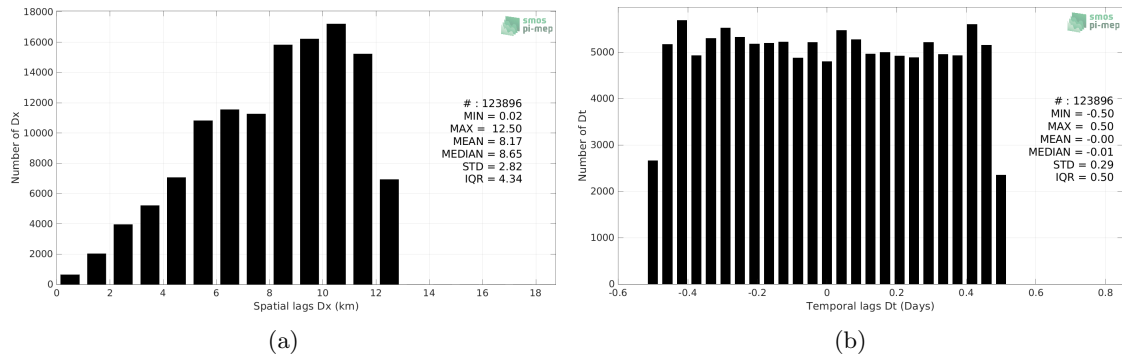 18000
16000
14000
12000
10000
8000
6000
4000
2000
0
Number of Dx
smos
pi-mep
# : 123896
MIN = 0.02
MAX = 12.50
MEAN = 8.17
MEDIAN = 8.65
STD = 2.82
IQR = 4.34
0 2 4 6 8 10 12 14 16 18
Spatial lags Dx (km)
(a)
5000
4000
3000
2000
1000
0
Number of Dt
smos
pi-mep
# : 123896
MIN = -0.50
MAX = 0.50
MEAN = -0.00
MEDIAN = -0.01
STD = 0.29
IQR = 0.50
-0.6 -0.4 -0.2 0 0.2 0.4 0.6 0.8
Temporal lags Dt (Days)
(b)